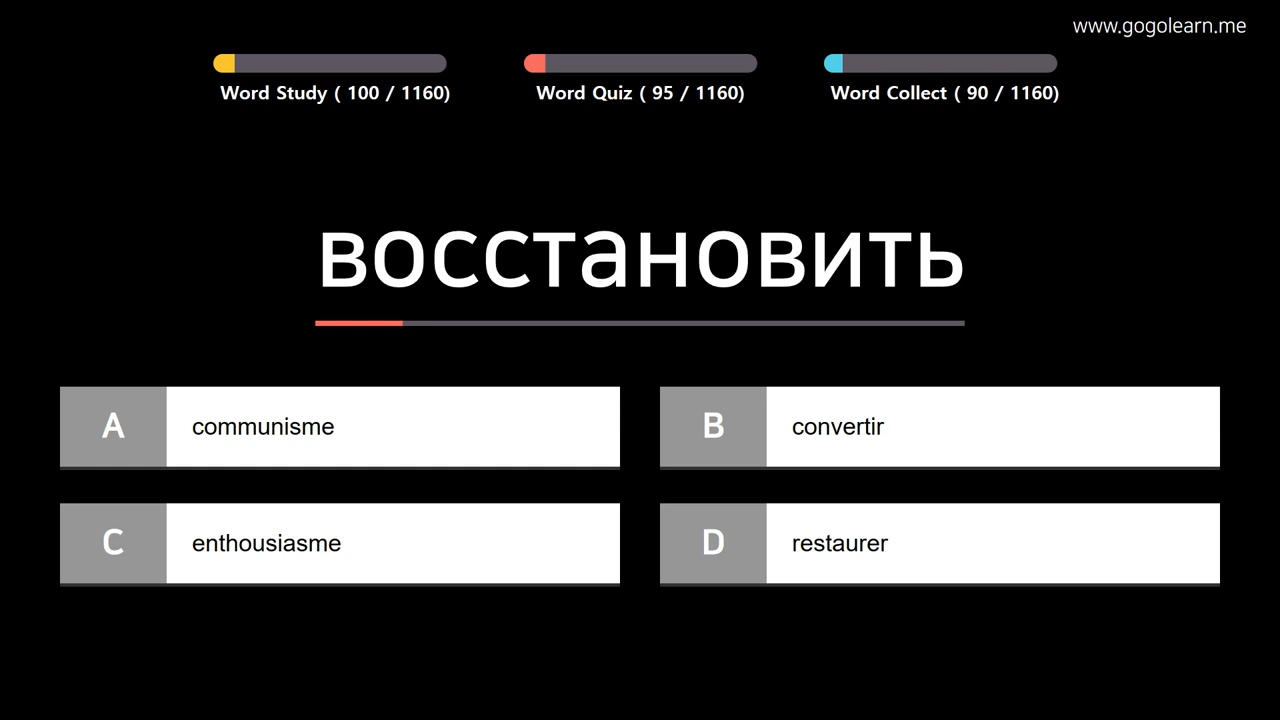 www.gogolearn.me
Word Study ( 100 / 1160)
Word Quiz ( 95 / 1160)
Word Collect ( 90 / 1160)
восстановить
A communisme
B convertir
C enthousiasme
D restaurer